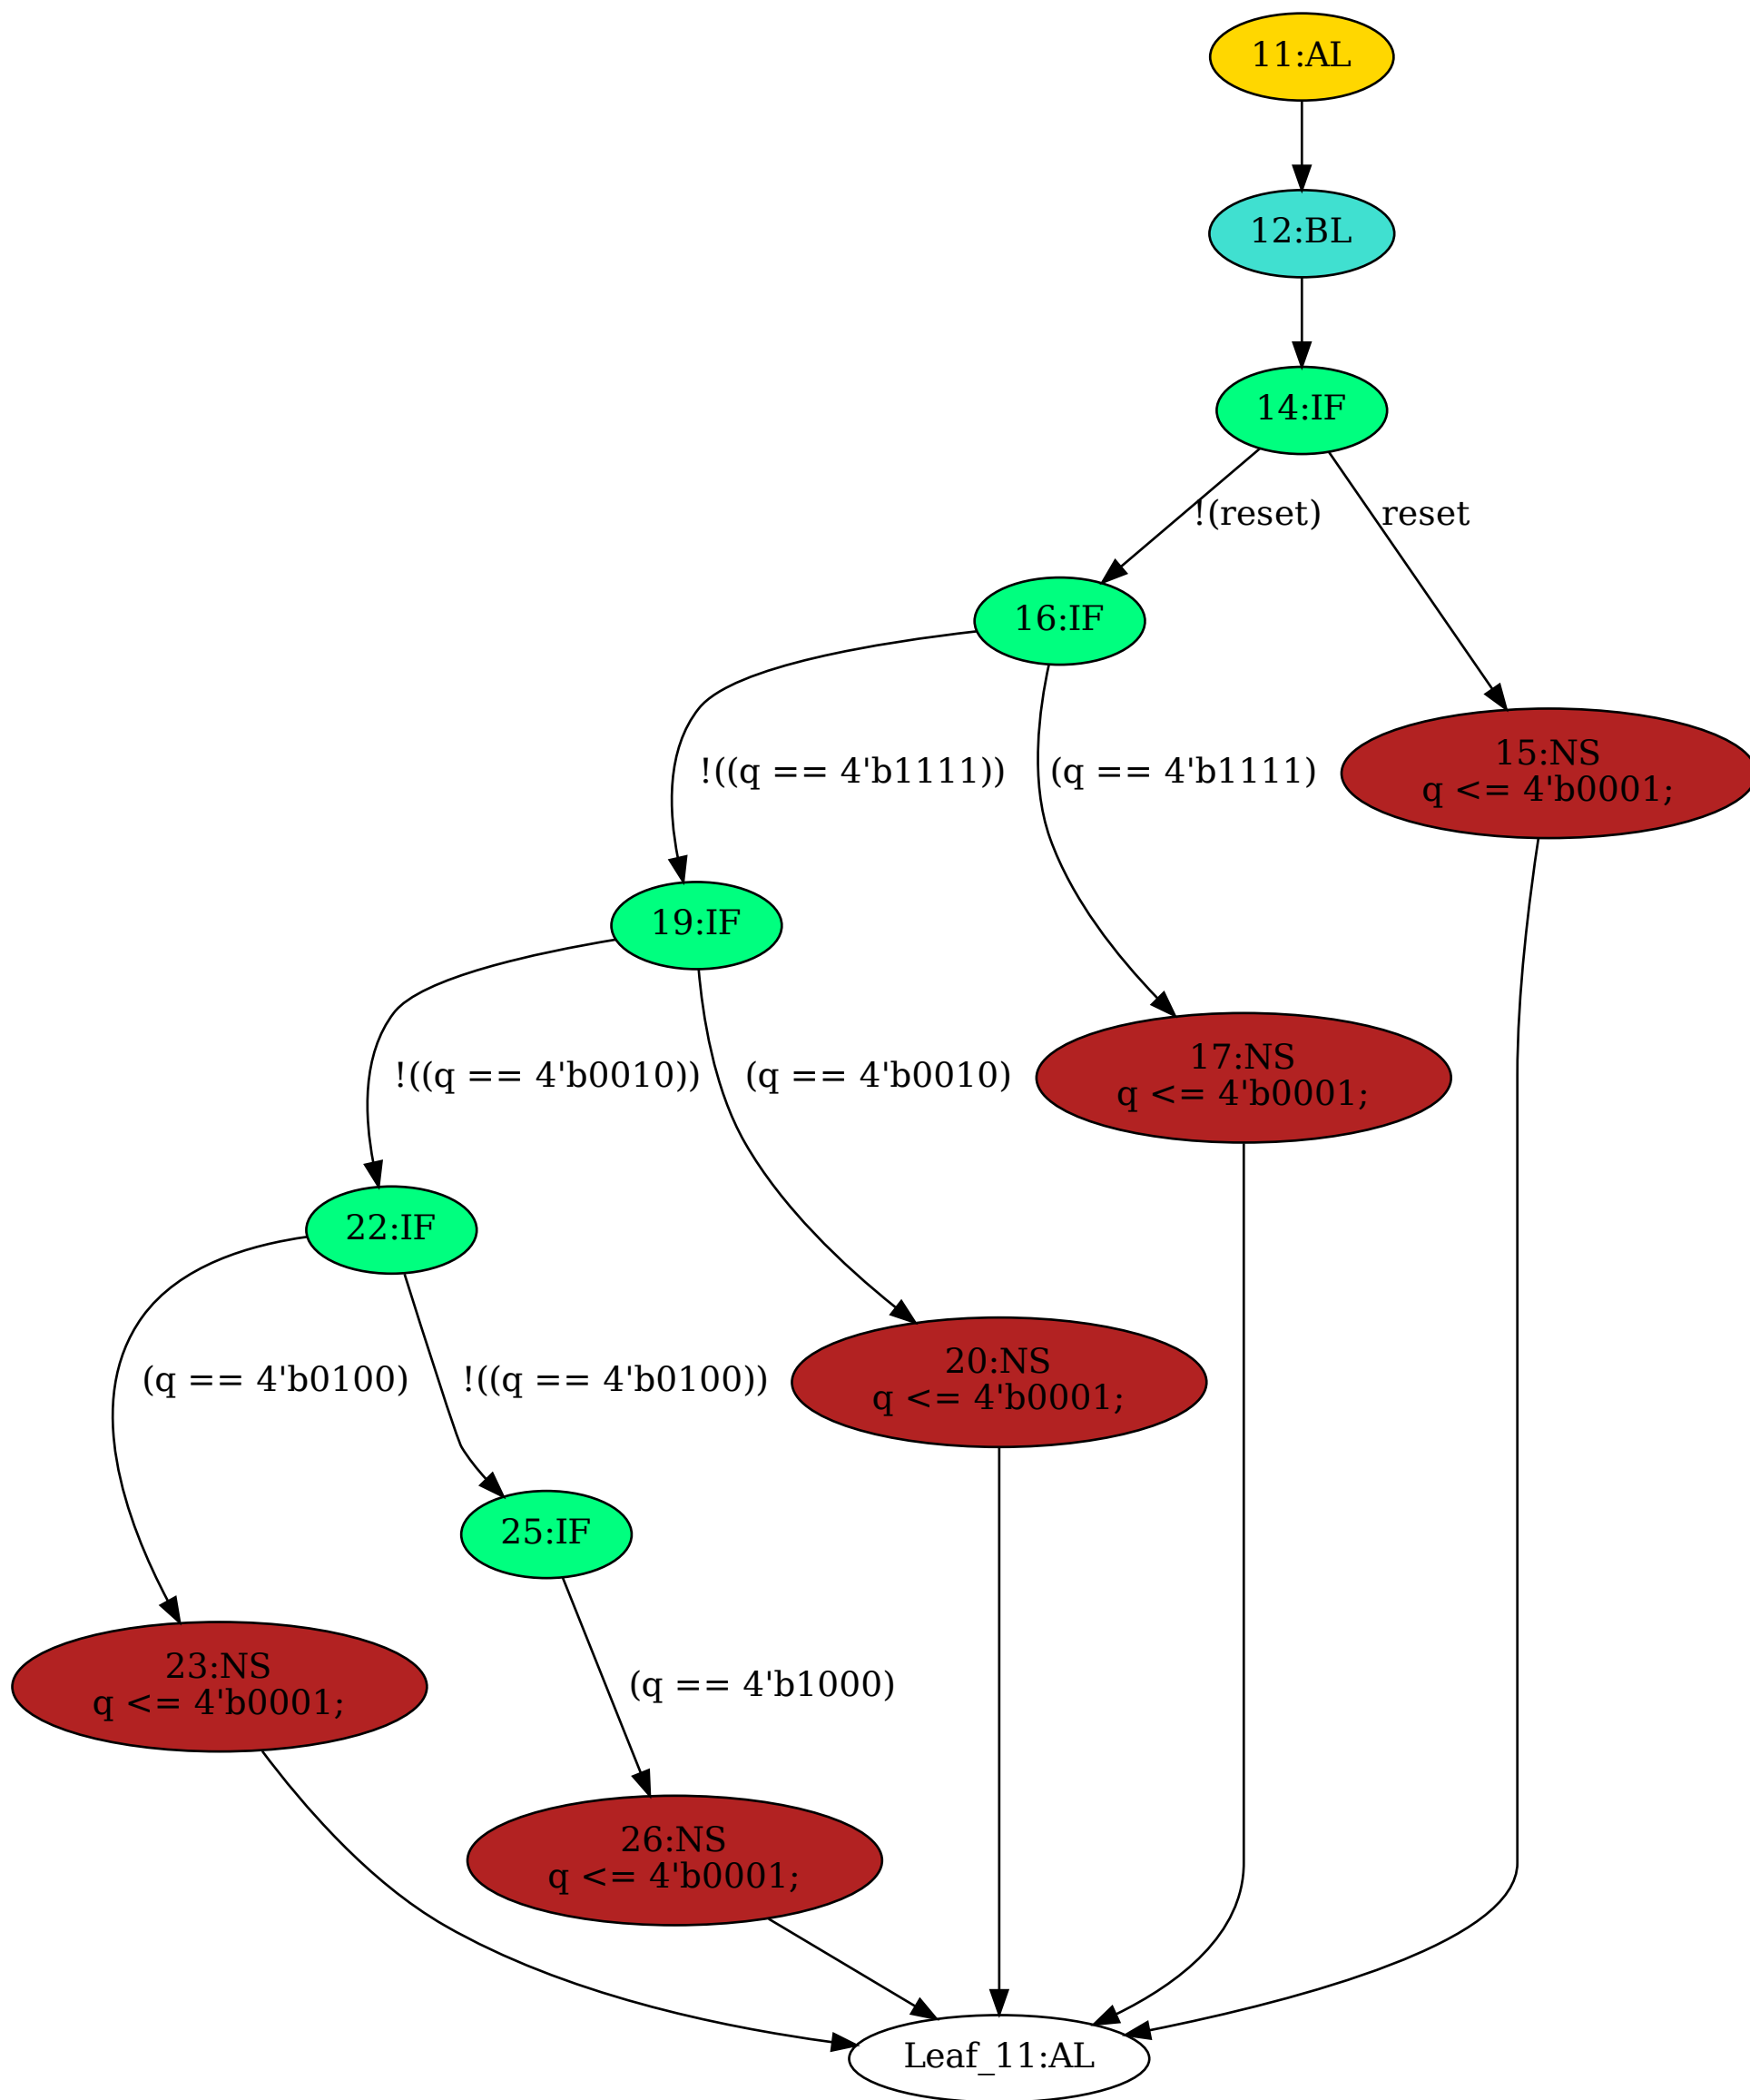 11:AL
12:BL
14:IF
!(reset)
reset
16:IF
!((q == 4'b1111))
(q == 4'b1111)
15:NS
q <= 4'b0001;
19:IF
!((q == 4'b0010))
(q == 4'b0010)
17:NS
q <= 4'b0001;
22:IF
(q == 4'b0100)
!((q == 4'b0100))
20:NS
q <= 4'b0001;
25:IF
23:NS
q <= 4'b0001;
(q == 4'b1000)
26:NS
q <= 4'b0001;
Leaf_11:AL